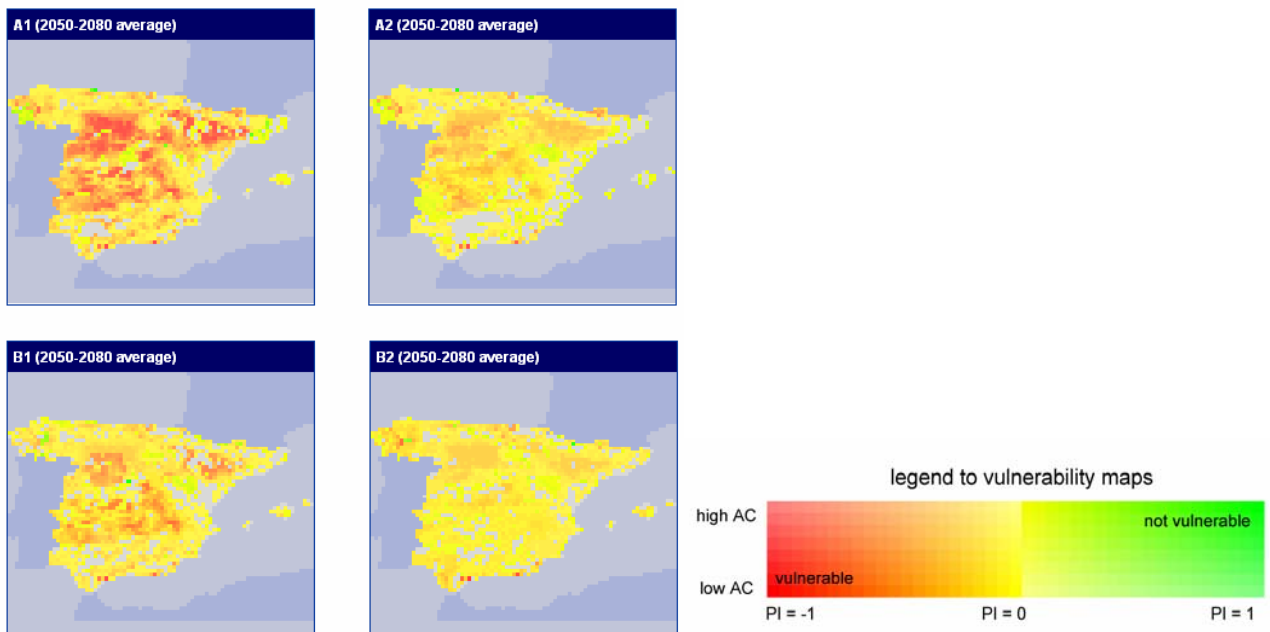 A1 (2050-2080 average)
A2 (2050-2080 average)
B1 (2050-2080 average)
B2 (2050-2080 average)
legend to vulnerability maps
high AC
not vulnerable
vulnerable
low AC
PI = -1
PI = 0
PI = 1